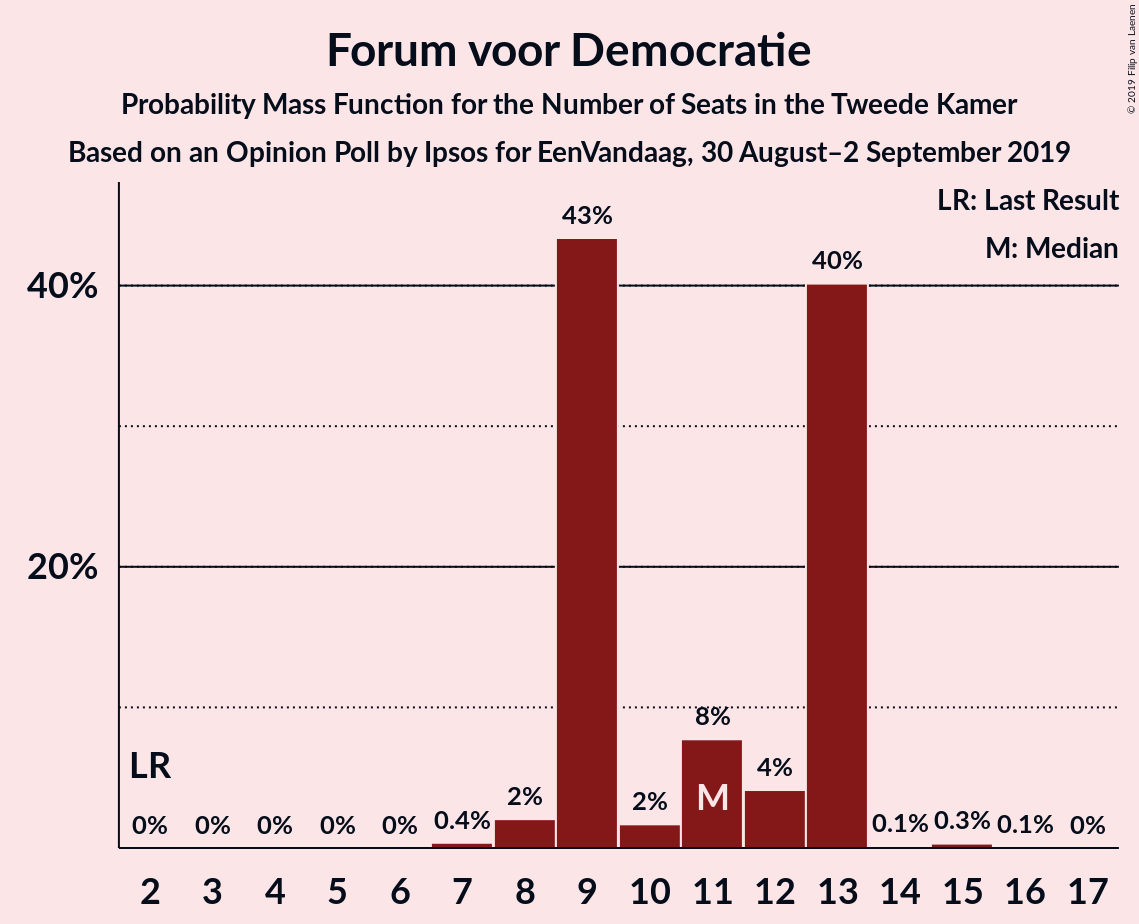 © 2019 Filip van Laenen
Forum voor Democratie
Probability Mass Function for the Number of Seats in the Tweede Kamer
Based on an Opinion Poll by Ipsos for EenVandaag, 30 August–2 September 2019
LR: Last Result
M: Median
43%
40%
40%
20%
8%
LR
M
4%
2%
2%
0% 0% 0% 0% 0% 0.4% 0.1% 0.3% 0.1% 0%
2 3 4 5 6 7 8 9 10 11 12 13 14 15 16 17